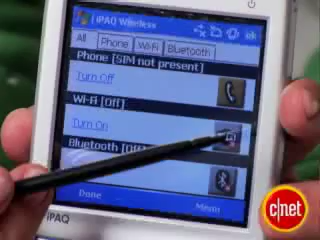 iPAQ Wireless ok
All Phone Wi-Fi Bluetooth
Phone [SIM not present]
Turn Off
Wi-Fi [Off]
Turn On
Bluetooth [Off]
Done Menu
iPAQ
c|net